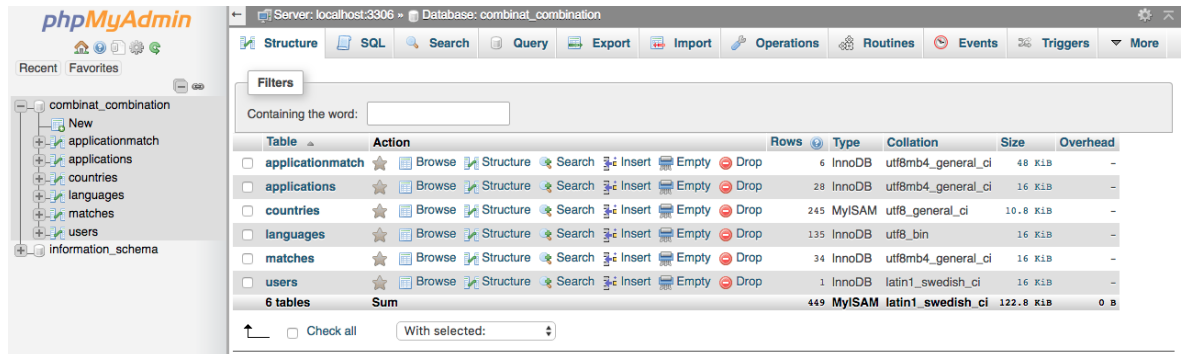 phpMyAdmin
Recent Favorites
combinat_combination
New
applicationmatch
applications
countries
languages
matches
users
information_schema
Server: localhost:3306 » Database: combinat_combination
Structure SQL Search Query Export Import Operations Routines Events Triggers More
Filters
Containing the word:
Table Action Rows Type Collation Size Overhead
applicationmatch Browse Structure Search Insert Empty Drop 6 InnoDB utf8mb4_general_ci 48 KiB -
applications Browse Structure Search Insert Empty Drop 28 InnoDB utf8mb4_general_ci 16 KiB -
countries Browse Structure Search Insert Empty Drop 245 MyISAM utf8_general_ci 10.8 KiB -
languages Browse Structure Search Insert Empty Drop 135 InnoDB utf8_bin 16 KiB -
matches Browse Structure Search Insert Empty Drop 34 InnoDB utf8mb4_general_ci 16 KiB -
users Browse Structure Search Insert Empty Drop 1 InnoDB latin1_swedish_ci 16 KiB -
6 tables Sum 449 MyISAM latin1_swedish_ci 122.8 KiB 0 B
Check all With selected: